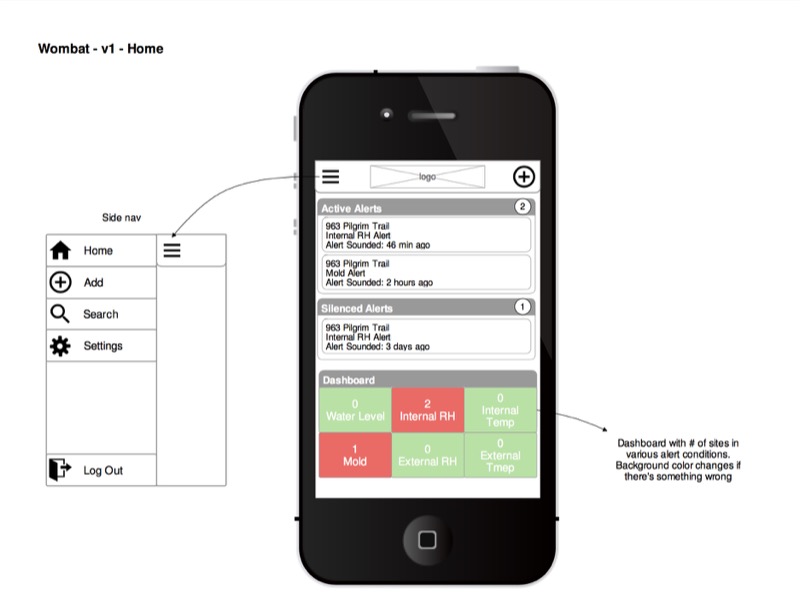 Wombat - v1 - Home
logo
Side nav
Home
Add
Search
Settings
Log Out
Active Alerts 2
963 Pilgrim Trail
Internal RH Alert
Alert Sounded: 46 min ago
963 Pilgrim Trail
Mold Alert
Alert Sounded: 2 hours ago
Silenced Alerts 1
963 Pilgrim Trail
Internal RH Alert
Alert Sounded: 3 days ago
Dashboard
0
Water Level
2
Internal RH
0
Internal
Temp
1
Mold
0
External RH
0
External
Tmep
Dashboard with # of sites in
various alert conditions.
Background color changes if
there's something wrong